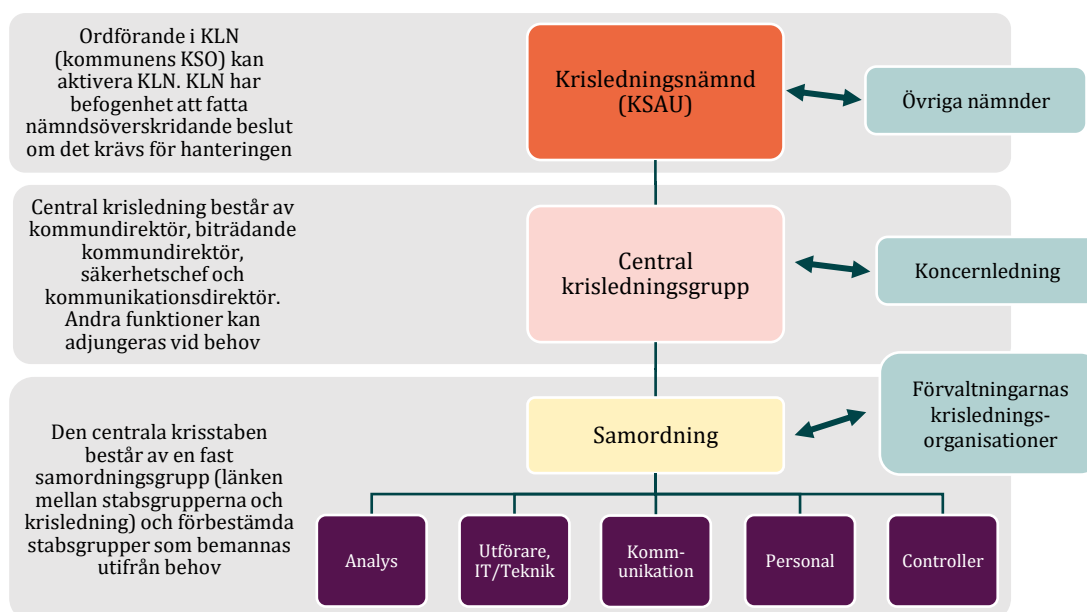 Ordförande i KLN
(kommunens KSO) kan
aktivera KLN. KLN har
befogenhet att fatta
nämndsöverskridande beslut
om det krävs för hanteringen
Krisledningsnämnd
(KSAU)
Övriga nämnder
Central krisledning består av
kommundirektör, biträdande
kommundirektör,
säkerhetschef och
kommunikationsdirektör.
Andra funktioner kan
adjungeras vid behov
Central
krisledningsgrupp
Koncernledning
Den centrala krisstaben
består av en fast
samordningsgrupp (länken
mellan stabsgrupperna och
krisledning) och förbestämda
stabsgrupper som bemannas
utifrån behov
Samordning
Förvaltningarnas
krislednings-
organisationer
Analys
Utförare,
IT/Teknik
Komm-
unikation
Personal
Controller